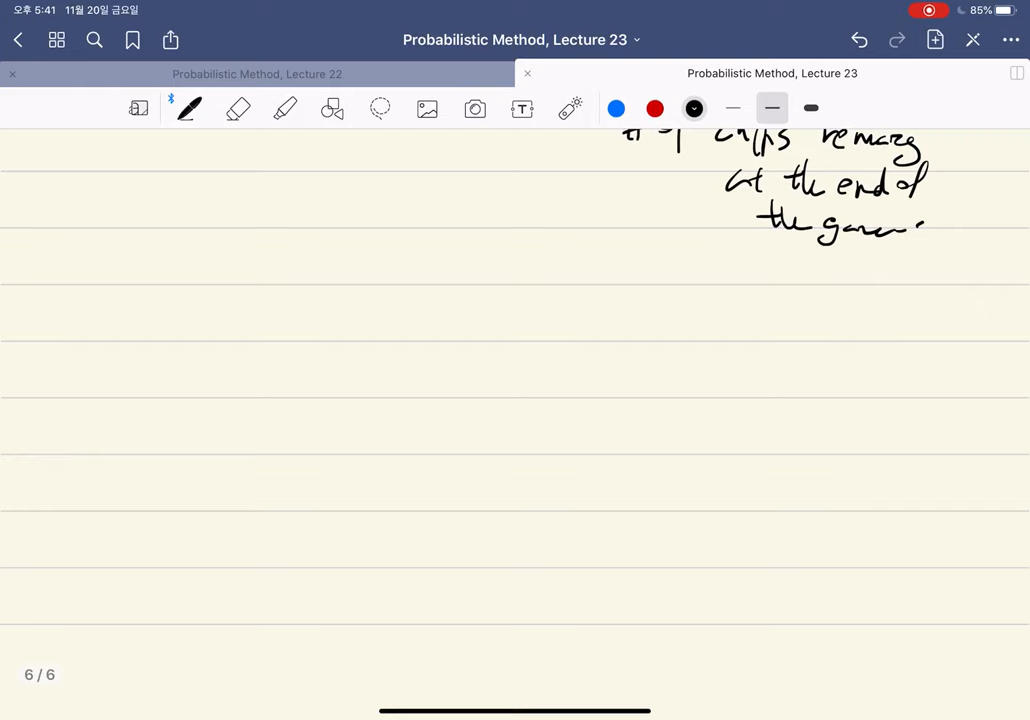 오후 5:41 11월 20일 금요일 85%
Probabilistic Method, Lecture 23
Probabilistic Method, Lecture 22
Probabilistic Method, Lecture 23
# of chips
at the end of
the game.
6 / 6